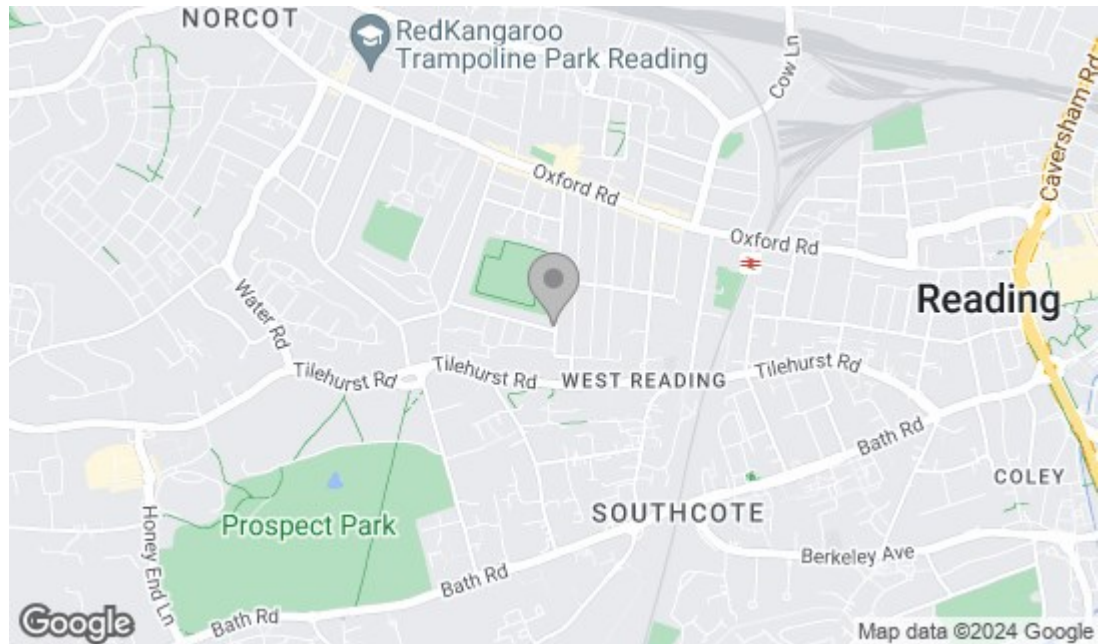 NORCOT
RedKangaroo
Trampoline Park Reading
Cow Ln
Caversham Rd
Oxford Rd
Oxford Rd
Reading
Water Rd
Tilehurst Rd
Tilehurst Rd
WEST READING
Tilehurst Rd
Bath Rd
COLEY
SOUTHCOTE
Prospect Park
Honey End Ln
Berkeley Ave
Bath Rd
Bath Rd
Google
Map data ©2024 Google